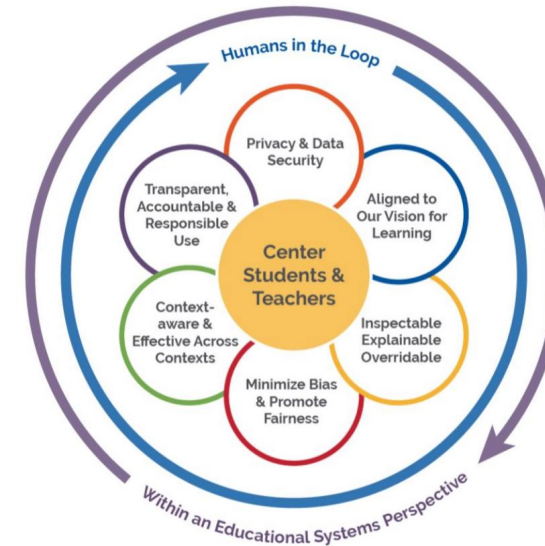 Humans in the Loop
Privacy & Data
Security
Aligned to
Our Vision for
Learning
Inspectable
Explainable
Overridable
Minimize Bias
& Promote
Fairness
Context-
aware &
Effective Across
Contexts
Transparent,
Accountable &
Responsible
Use
Center
Students &
Teachers
Within an Educational Systems Perspective